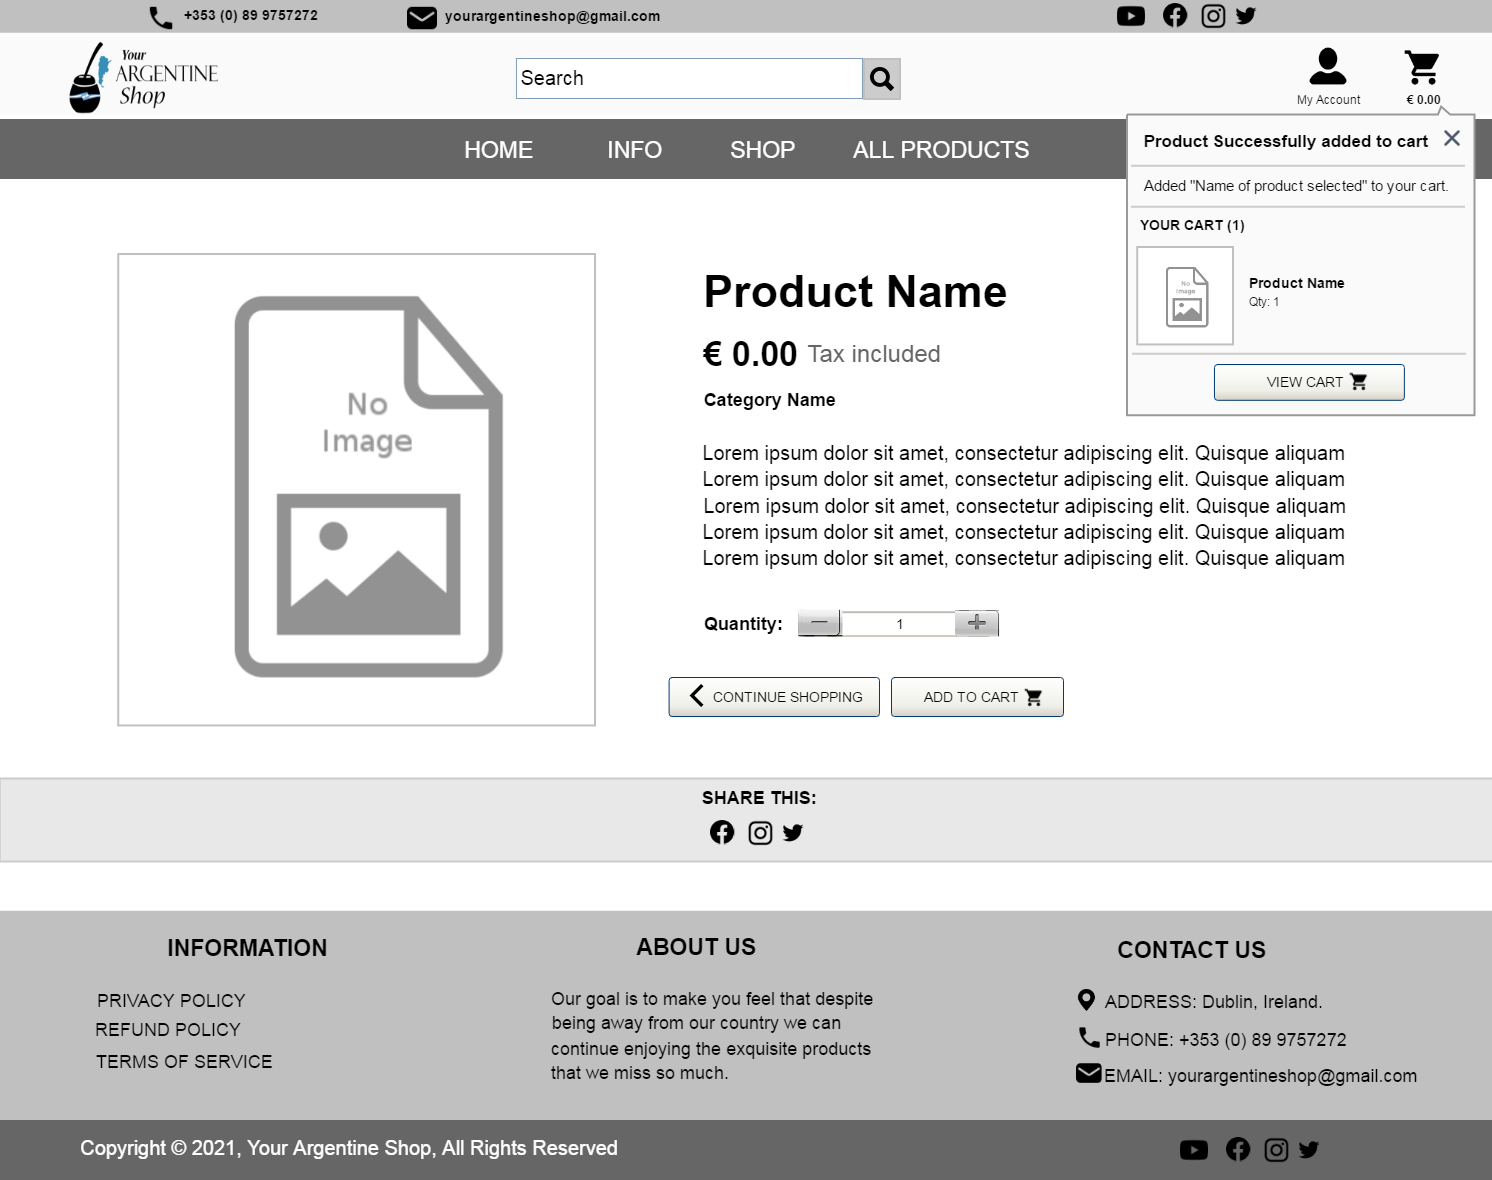 +353 (0) 89 9757272
yourargentineshop@gmail.com
Your
ARGENTINE
Shop
Search
My Account
€ 0.00
HOME
INFO
SHOP
ALL PRODUCTS
Product Successfully added to cart
Added "Name of product selected" to your cart.
YOUR CART (1)
No
Image
Product Name
Qty: 1
VIEW CART
No
Image
Product Name
€ 0.00 Tax included
Category Name
Lorem ipsum dolor sit amet, consectetur adipiscing elit. Quisque aliquam
Lorem ipsum dolor sit amet, consectetur adipiscing elit. Quisque aliquam
Lorem ipsum dolor sit amet, consectetur adipiscing elit. Quisque aliquam
Lorem ipsum dolor sit amet, consectetur adipiscing elit. Quisque aliquam
Lorem ipsum dolor sit amet, consectetur adipiscing elit. Quisque aliquam
Quantity: 1
CONTINUE SHOPPING
ADD TO CART
SHARE THIS:
INFORMATION
PRIVACY POLICY
REFUND POLICY
TERMS OF SERVICE
ABOUT US
Our goal is to make you feel that despite
being away from our country we can
continue enjoying the exquisite products
that we miss so much.
CONTACT US
ADDRESS: Dublin, Ireland.
PHONE: +353 (0) 89 9757272
EMAIL: yourargentineshop@gmail.com
Copyright © 2021, Your Argentine Shop, All Rights Reserved